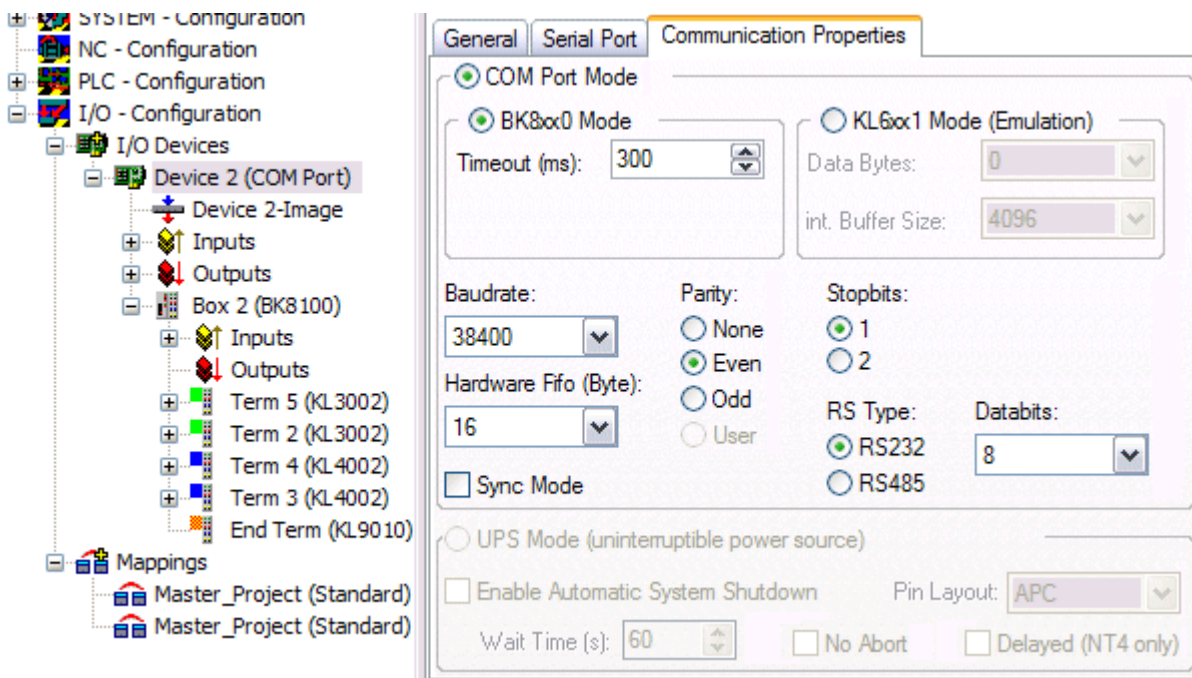 SYSTEM - Configuration
NC - Configuration
PLC - Configuration
I/O - Configuration
I/O Devices
Device 2 (COM Port)
Device 2-Image
Inputs
Outputs
Box 2 (BK8100)
Inputs
Outputs
Term 5 (KL3002)
Term 2 (KL3002)
Term 4 (KL4002)
Term 3 (KL4002)
End Term (KL9010)
Mappings
Master_Project (Standard)
Master_Project (Standard)
General Serial Port Communication Properties
COM Port Mode
BK8xx0 Mode
Timeout (ms): 300
KL6xx1 Mode (Emulation)
Data Bytes: 0
int. Buffer Size: 4096
Baudrate:
38400
Hardware Fifo (Byte):
16
Sync Mode
Parity:
None
Even
Odd
User
Stopbits:
1
2
RS Type:
RS232
RS485
Databits:
8
UPS Mode (uninterruptible power source)
Enable Automatic System Shutdown Pin Layout: APC
Wait Time (s): 60 No Abort Delayed (NT4 only)